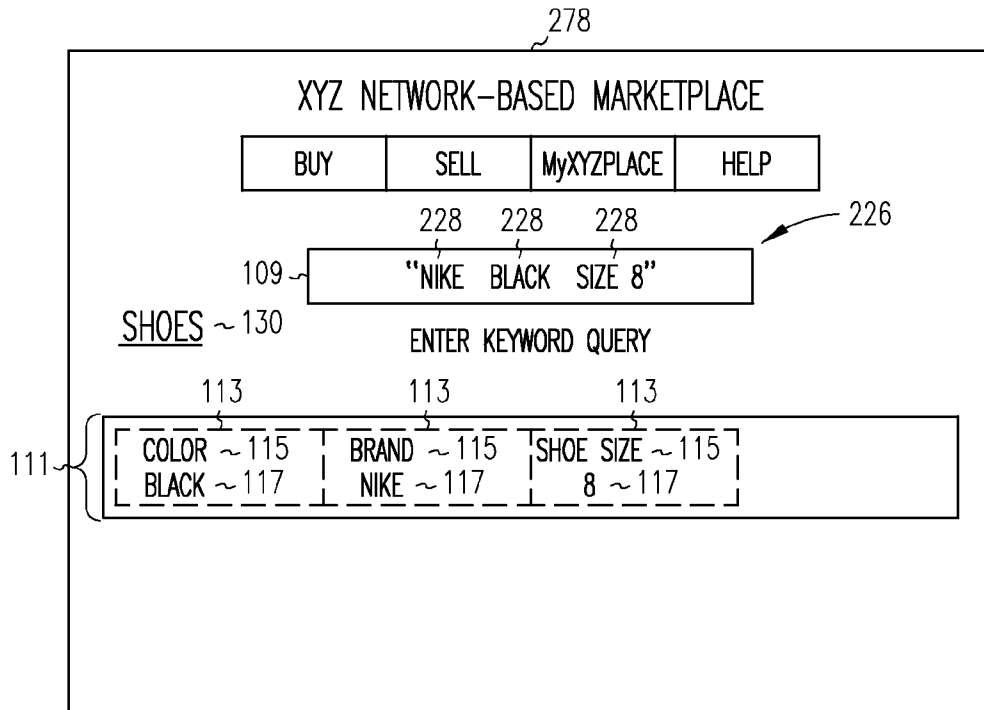 278
XYZ NETWORK-BASED MARKETPLACE
BUY SELL MyXYZPLACE HELP
228 228 228 226
109 "NIKE BLACK SIZE 8"
SHOES ~ 130
ENTER KEYWORD QUERY
113 113 113
COLOR ~ 115 BRAND ~ 115 SHOE SIZE ~ 115
111
BLACK ~ 117 NIKE ~ 117 8 ~ 117